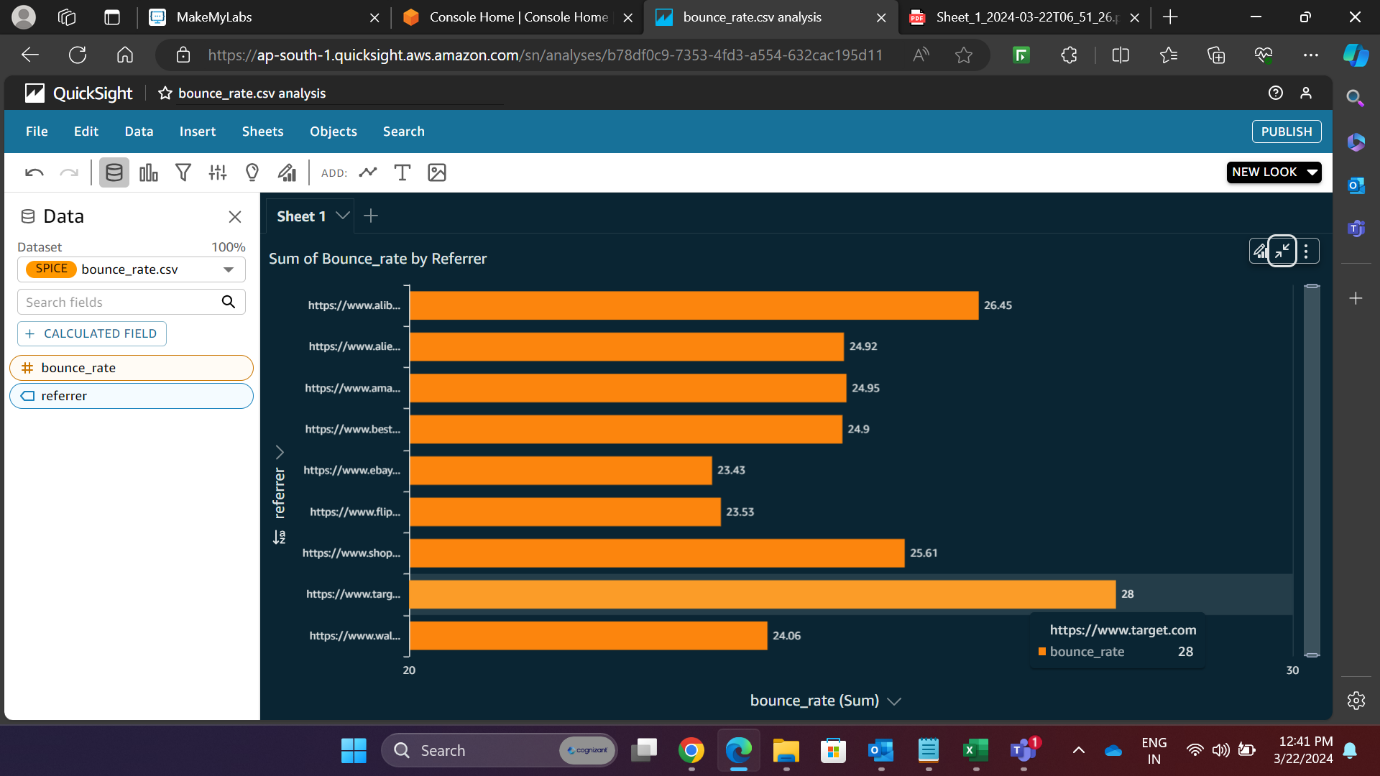 MakeMyLabs
Console Home | Console Home
bounce_rate.csv analysis
Sheet_1_2024-03-22T06_51_26.p
https://ap-south-1.quicksight.aws.amazon.com/sn/analyses/b78df0c9-7353-4fd3-a554-632cac195d11
QuickSight
bounce_rate.csv analysis
File Edit Data Insert Sheets Objects Search
PUBLISH
ADD:
NEW LOOK
Data
Dataset 100%
SPICE bounce_rate.csv
Search fields
+ CALCULATED FIELD
# bounce_rate
referrer
Sheet 1
Sum of Bounce_rate by Referrer
https://www.alib... 26.45
https://www.alie... 24.92
https://www.ama... 24.95
https://www.best... 24.9
https://www.ebay... 23.43
https://www.flip... 23.53
https://www.shop... 25.61
https://www.targ... 28
https://www.wal... 24.06
referrer
https://www.target.com
bounce_rate 28
20 30
bounce_rate (Sum)
Search
cognizant
1
ENG
IN
12:41 PM
3/22/2024